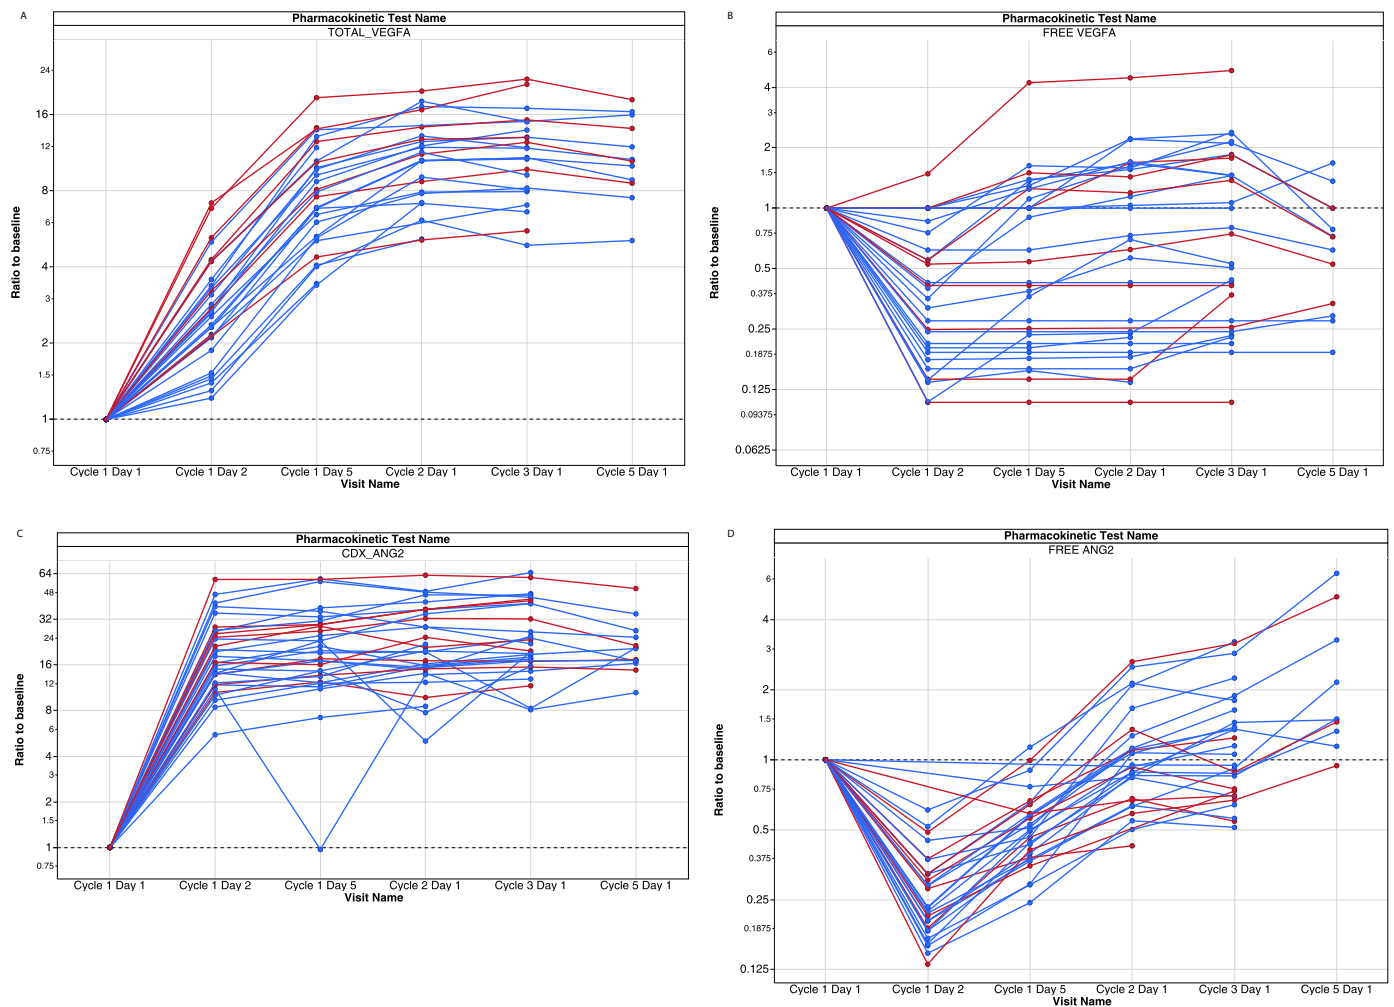 A
Pharmacokinetic Test Name
TOTAL_VEGFA
Ratio to baseline
24
16
12
8
6
4
3
2
1.5
1
0.75
Cycle 1 Day 1 Cycle 1 Day 2 Cycle 1 Day 5 Cycle 2 Day 1 Cycle 3 Day 1 Cycle 5 Day 1
Visit Name
B
Pharmacokinetic Test Name
FREE VEGFA
Ratio to baseline
6
4
3
2
1.5
1
0.75
0.5
0.375
0.25
0.1875
0.125
0.09375
0.0625
Cycle 1 Day 1 Cycle 1 Day 2 Cycle 1 Day 5 Cycle 2 Day 1 Cycle 3 Day 1 Cycle 5 Day 1
Visit Name
C
Pharmacokinetic Test Name
CDX_ANG2
Ratio to baseline
64
48
32
24
16
12
8
6
4
3
2
1.5
1
0.75
Cycle 1 Day 1 Cycle 1 Day 2 Cycle 1 Day 5 Cycle 2 Day 1 Cycle 3 Day 1 Cycle 5 Day 1
Visit Name
D
Pharmacokinetic Test Name
FREE ANG2
Ratio to baseline
6
4
3
2
1.5
1
0.75
0.5
0.375
0.25
0.1875
0.125
Cycle 1 Day 1 Cycle 1 Day 2 Cycle 1 Day 5 Cycle 2 Day 1 Cycle 3 Day 1 Cycle 5 Day 1
Visit Name